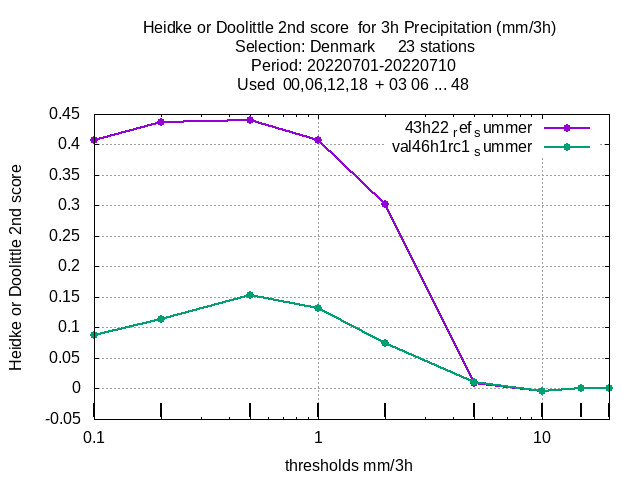 Heidke or Doolittle 2nd score  for 3h Precipitation (mm/3h)
Selection: Denmark     23 stations
Period: 20220701-20220710
Used  00,06,12,18  + 03 06 ... 48
43h22 ref summer
val46h1rc1 summer
Heidke or Doolittle 2nd score
0.45
0.4
0.35
0.3
0.25
0.2
0.15
0.1
0.05
0
-0.05
0.1 1 10
thresholds mm/3h